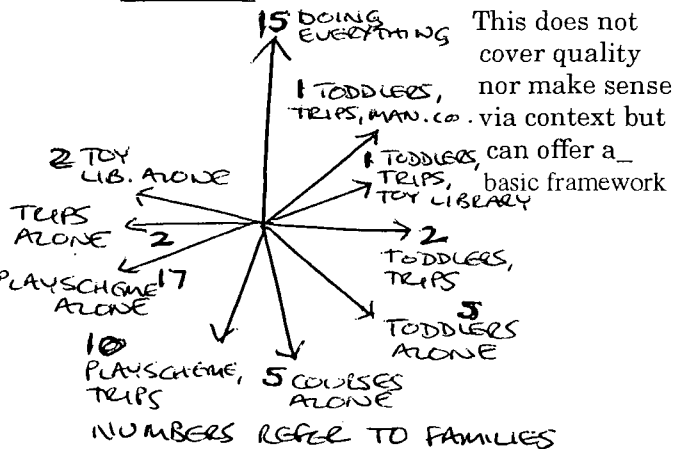 15 DOING
EVERYTHING
This does not
cover quality
nor make sense
via context but
can offer a_
basic framework
1 TODDLERS,
TRIPS, MAN. CO.
1 TODDLERS,
TRIPS,
TOY LIBRARY
2
TODDLERS,
TRIPS
5
TODDLERS
ALONE
5 COURSES
ALONE
10
PLAYSCHEME,
TRIPS
PLAYSCHEME 17
ALONE
TRIPS
ALONE 2
2 TOY
LIB. ALONE
NUMBERS REFER TO FAMILIES